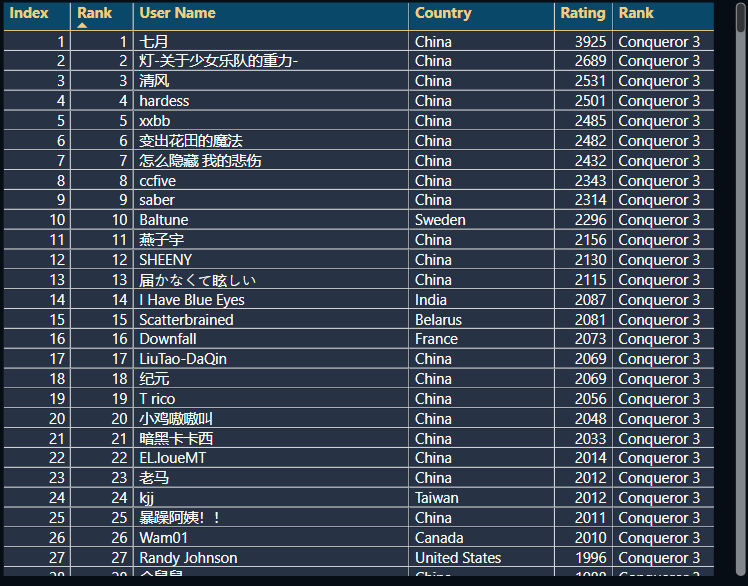 Index Rank User Name Country Rating Rank
1 1 七月 China 3925 Conqueror 3
2 2 灯-关于少女乐队的重力- China 2689 Conqueror 3
3 3 清风 China 2531 Conqueror 3
4 4 hardess China 2501 Conqueror 3
5 5 xxbb China 2485 Conqueror 3
6 6 变出花田的魔法 China 2482 Conqueror 3
7 7 怎么隐藏 我的悲伤 China 2432 Conqueror 3
8 8 ccfive China 2343 Conqueror 3
9 9 saber China 2314 Conqueror 3
10 10 Baltune Sweden 2296 Conqueror 3
11 11 燕子宇 China 2156 Conqueror 3
12 12 SHEENY China 2130 Conqueror 3
13 13 届かなくて眩しい China 2115 Conqueror 3
14 14 I Have Blue Eyes India 2087 Conqueror 3
15 15 Scatterbrained Belarus 2081 Conqueror 3
16 16 Downfall France 2073 Conqueror 3
17 17 LiuTao-DaQin China 2069 Conqueror 3
18 18 纪元 China 2069 Conqueror 3
19 19 T rico China 2056 Conqueror 3
20 20 小鸡嗷嗷叫 China 2048 Conqueror 3
21 21 暗黑卡卡西 China 2033 Conqueror 3
22 22 EL.loueMT China 2014 Conqueror 3
23 23 老马 China 2012 Conqueror 3
24 24 kjj Taiwan 2012 Conqueror 3
25 25 暴躁阿姨！！ China 2011 Conqueror 3
26 26 Wam01 Canada 2010 Conqueror 3
27 27 Randy Johnson United States 1996 Conqueror 3